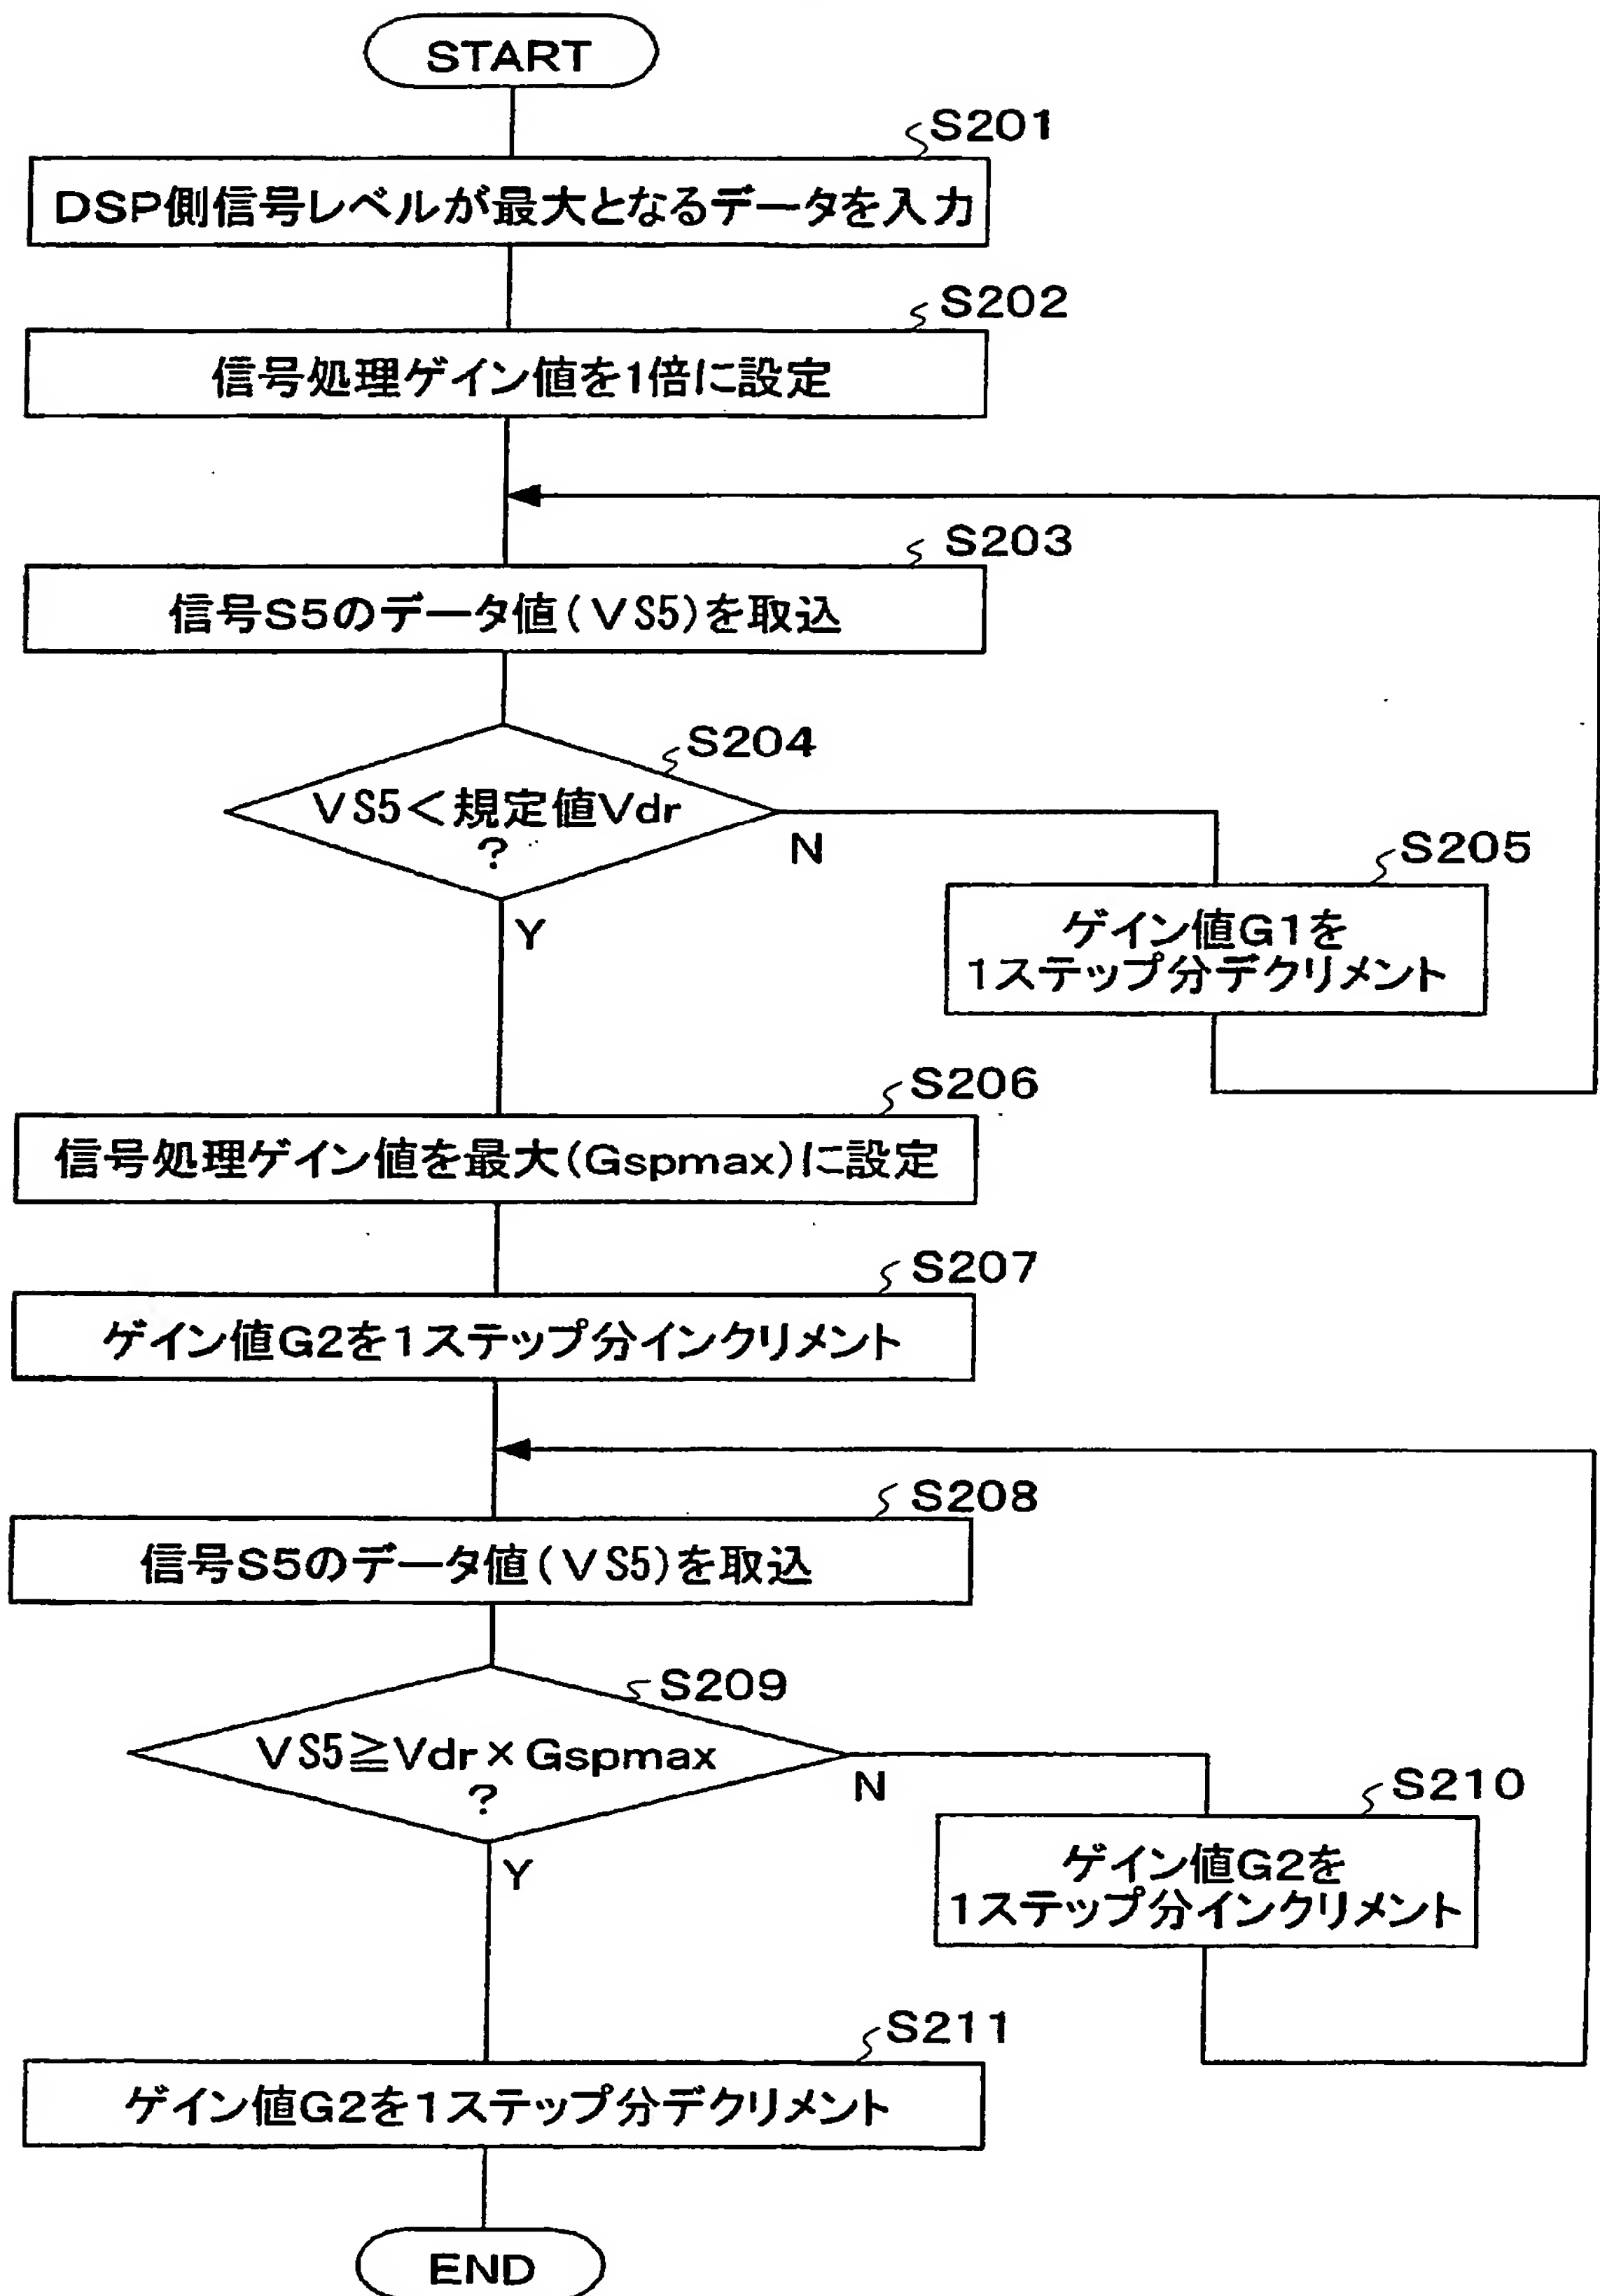 START
S201
DSP側信号レベルが最大となるデータを入力
S202
信号処理ゲイン値を1倍に設定
S203
信号S5のデータ値(VS5)を取込
S204
VS5<規定値Vdr
?
N
Y
S205
ゲイン値G1を
1ステップ分デクリメント
S206
信号処理ゲイン値を最大(Gspmax)に設定
S207
ゲイン値G2を1ステップ分インクリメント
S208
信号S5のデータ値(VS5)を取込
S209
VS5≧Vdr×Gspmax
?
N
Y
S210
ゲイン値G2を
1ステップ分インクリメント
S211
ゲイン値G2を1ステップ分デクリメント
END